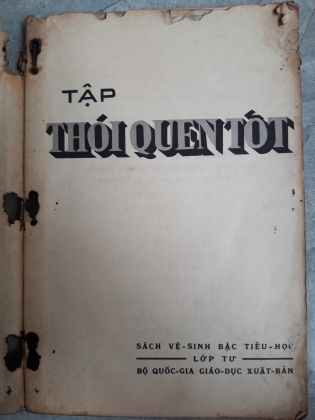 TẬP
THÓI QUEN TỐT
SÁCH VỆ-SINH BẬC TIỂU-HỌC
LỚP TƯ
BỘ QUỐC-GIA GIÁO-DỤC XUẤT-BẢN